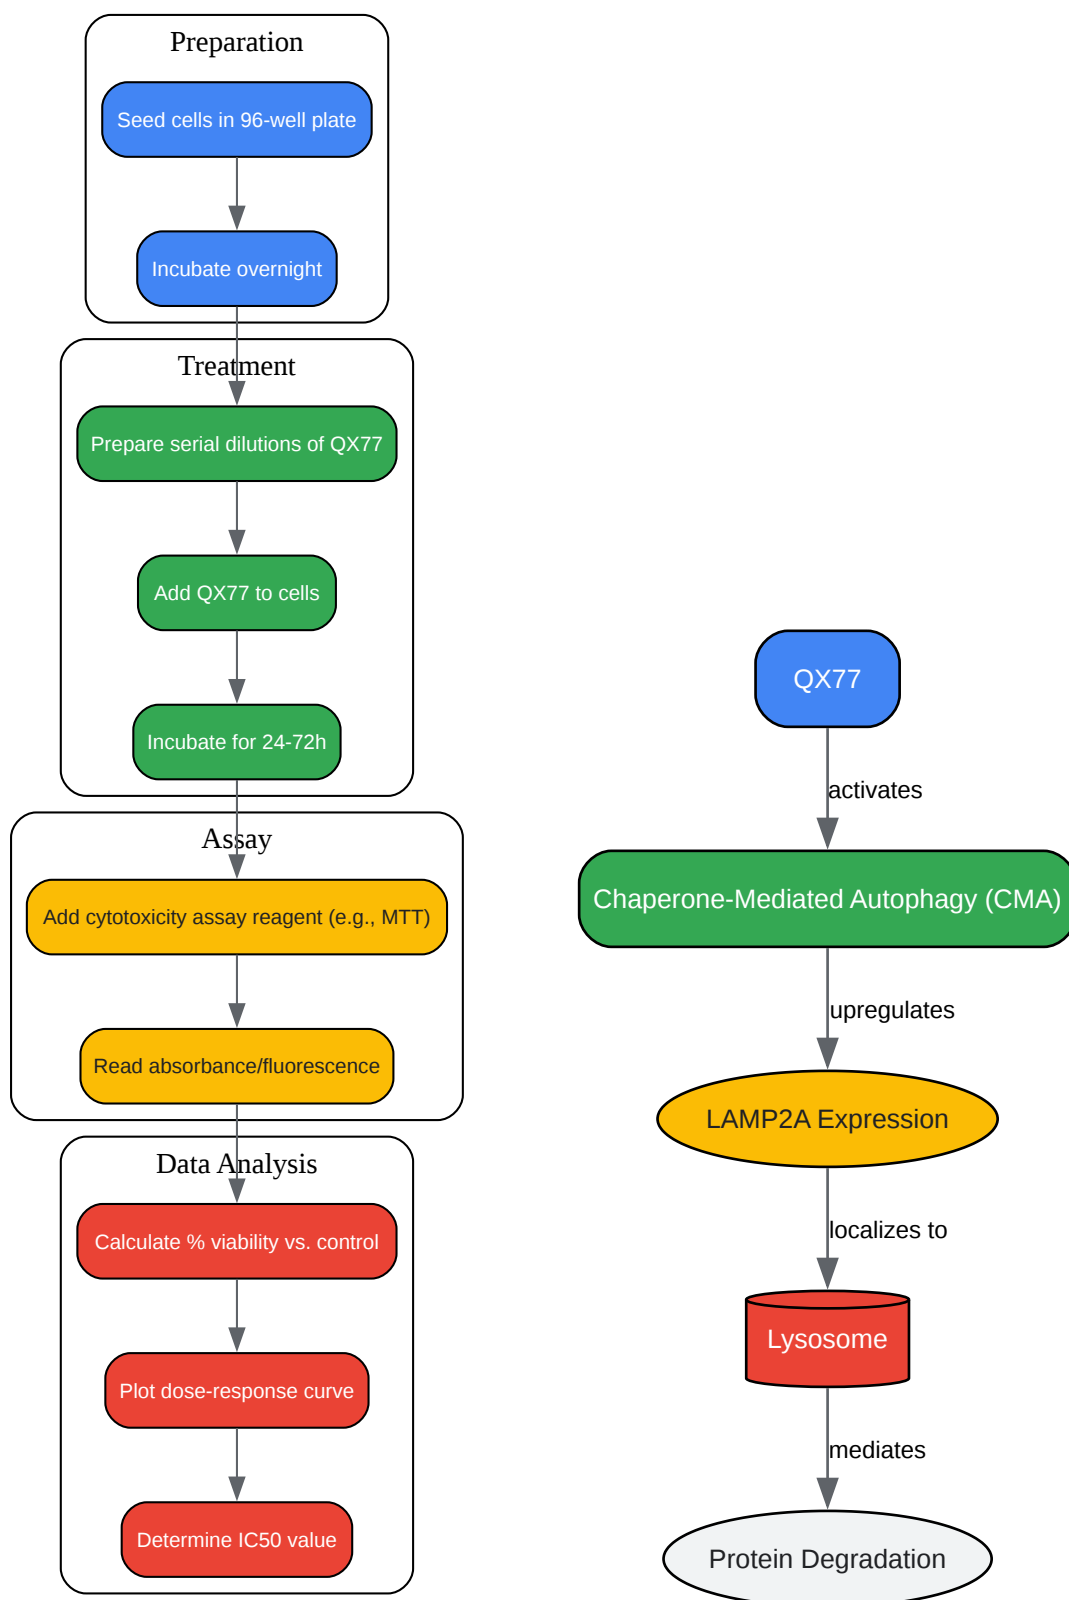 Preparation
Seed cells in 96-well plate
Incubate overnight
Treatment
Prepare serial dilutions of QX77
Add QX77 to cells
Incubate for 24-72h
Assay
Add cytotoxicity assay reagent (e.g., MTT)
Read absorbance/fluorescence
Data Analysis
Calculate % viability vs. control
Plot dose-response curve
Determine IC50 value
QX77
activates
Chaperone-Mediated Autophagy (CMA)
upregulates
LAMP2A Expression
localizes to
Lysosome
mediates
Protein Degradation